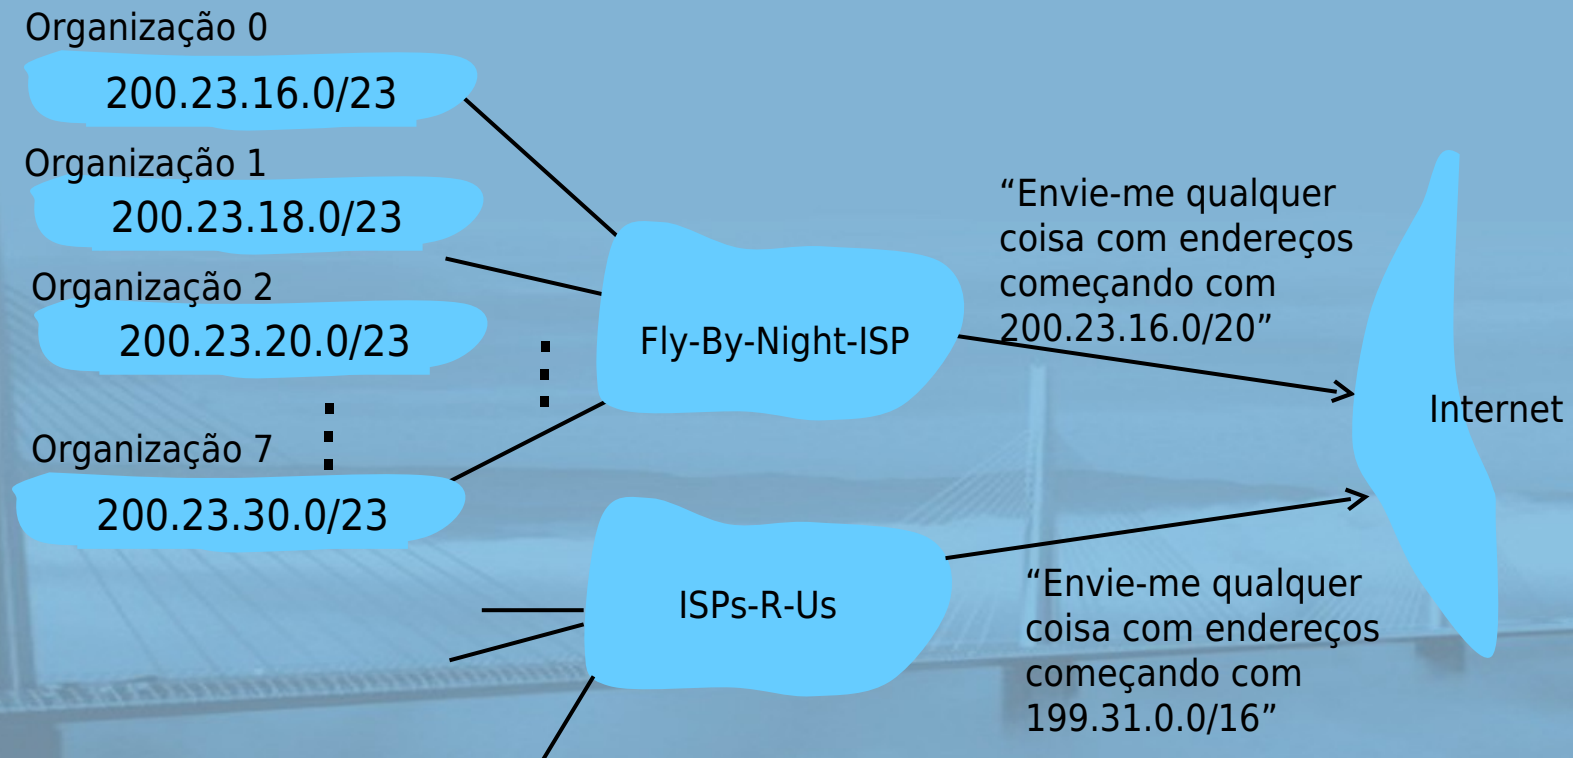 Organização 0
200.23.16.0/23
Organização 1
200.23.18.0/23
Organização 2
200.23.20.0/23
Organização 7
200.23.30.0/23
Fly-By-Night-ISP
“Envie-me qualquer
coisa com endereços
começando com
200.23.16.0/20”
Internet
ISPs-R-Us
“Envie-me qualquer
coisa com endereços
começando com
199.31.0.0/16”